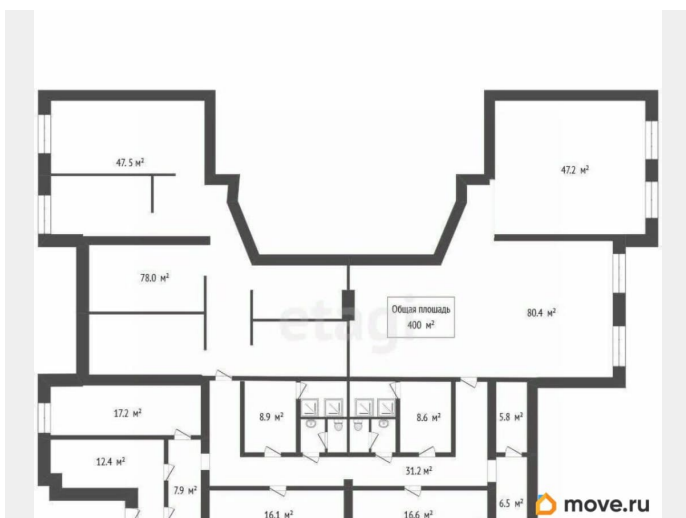 47.5 м²
47.2 м²
78.0 м²
Общая площадь
400 м²
80.4 м²
etagi
17.2 м²
8.9 м²
8.6 м²
5.8 м²
12.4 м²
31.2 м²
7.9 м²
16.1 м²
16.6 м²
6.5 м²
move.ru